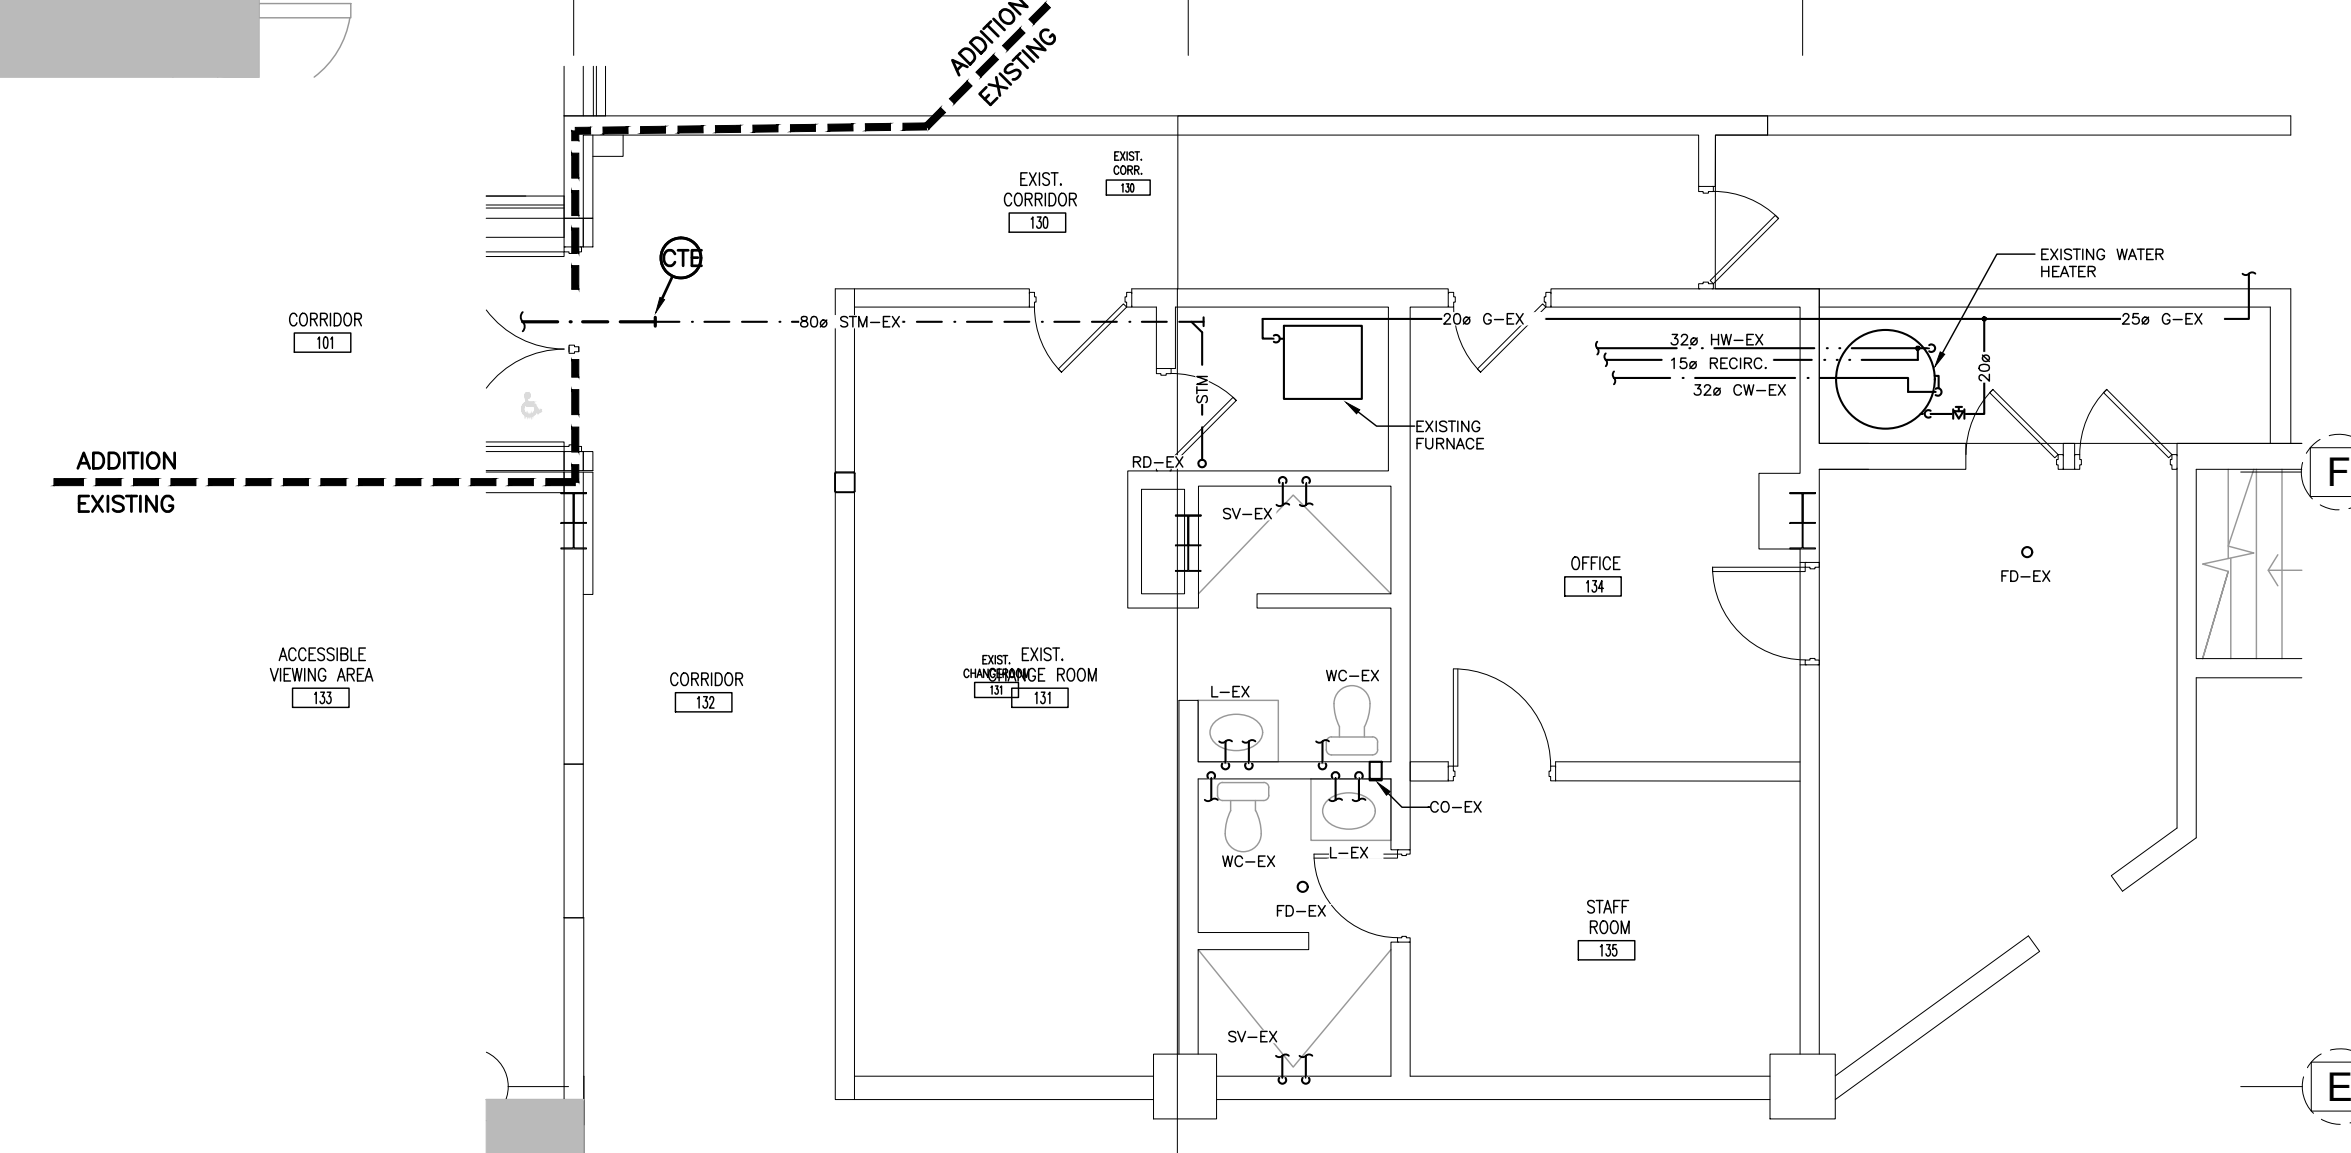 ADDITION
EXISTING
EXIST.
CORR.
130
EXIST.
CORRIDOR
130
CTE
EXISTING WATER
HEATER
CORRIDOR
101
80ø STM-EX
20ø G-EX
25ø G-EX
32ø HW-EX
15ø RECIRC.
32ø CW-EX
20ø
STM
EXISTING
FURNACE
RD-EX
ADDITION
EXISTING
F
SV-EX
OFFICE
134
FD-EX
ACCESSIBLE
VIEWING AREA
133
CORRIDOR
132
EXIST.
CHANGEROOM
131
EXIST.
CHANGE ROOM
131
WC-EX
L-EX
CO-EX
WC-EX
L-EX
FD-EX
STAFF
ROOM
135
SV-EX
E